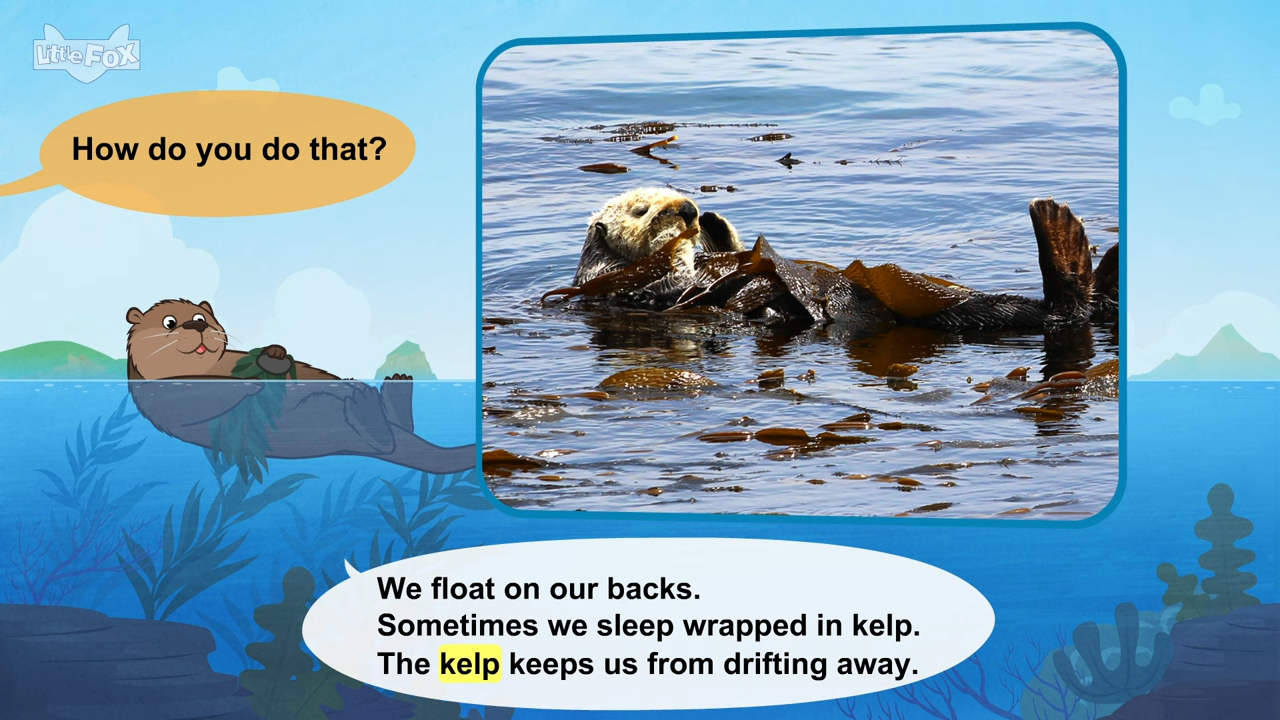 Little Fox
How do you do that?
We float on our backs.
Sometimes we sleep wrapped in kelp.
The kelp keeps us from drifting away.